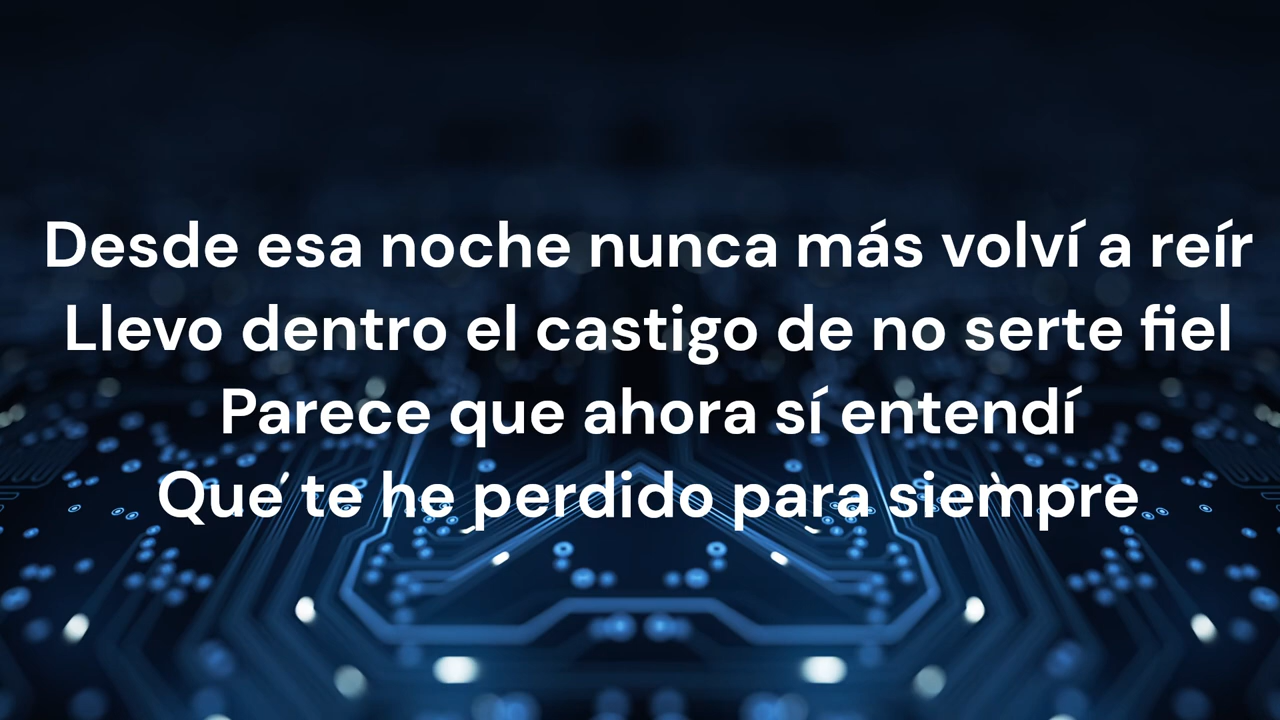 Desde esa noche nunca más volví a reír
Llevo dentro el castigo de no serte fiel
Parece que ahora sí entendí
Que te he perdido para siempre